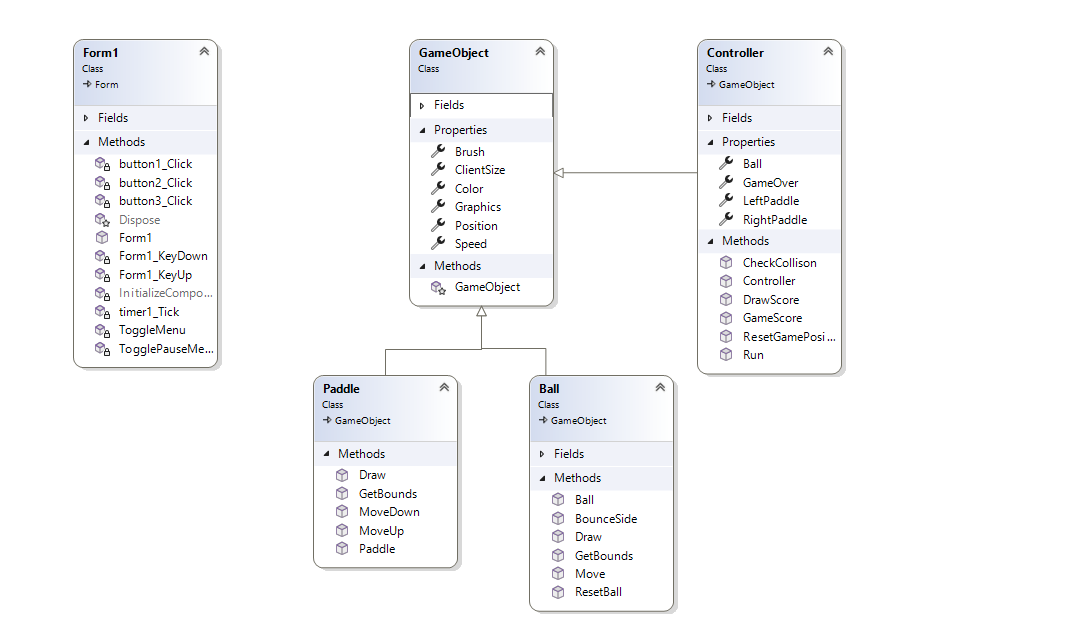 Form1
Class
Form
Fields
Methods
button1_Click
button2_Click
button3_Click
Dispose
Form1
Form1_KeyDown
Form1_KeyUp
InitializeCompo...
timer1_Tick
ToggleMenu
TogglePauseMe...
GameObject
Class
Fields
Properties
Brush
ClientSize
Color
Graphics
Position
Speed
Methods
GameObject
Controller
Class
GameObject
Fields
Properties
Ball
GameOver
LeftPaddle
RightPaddle
Methods
CheckCollison
Controller
DrawScore
GameScore
ResetGamePosi...
Run
Paddle
Class
GameObject
Methods
Draw
GetBounds
MoveDown
MoveUp
Paddle
Ball
Class
GameObject
Fields
Methods
Ball
BounceSide
Draw
GetBounds
Move
ResetBall